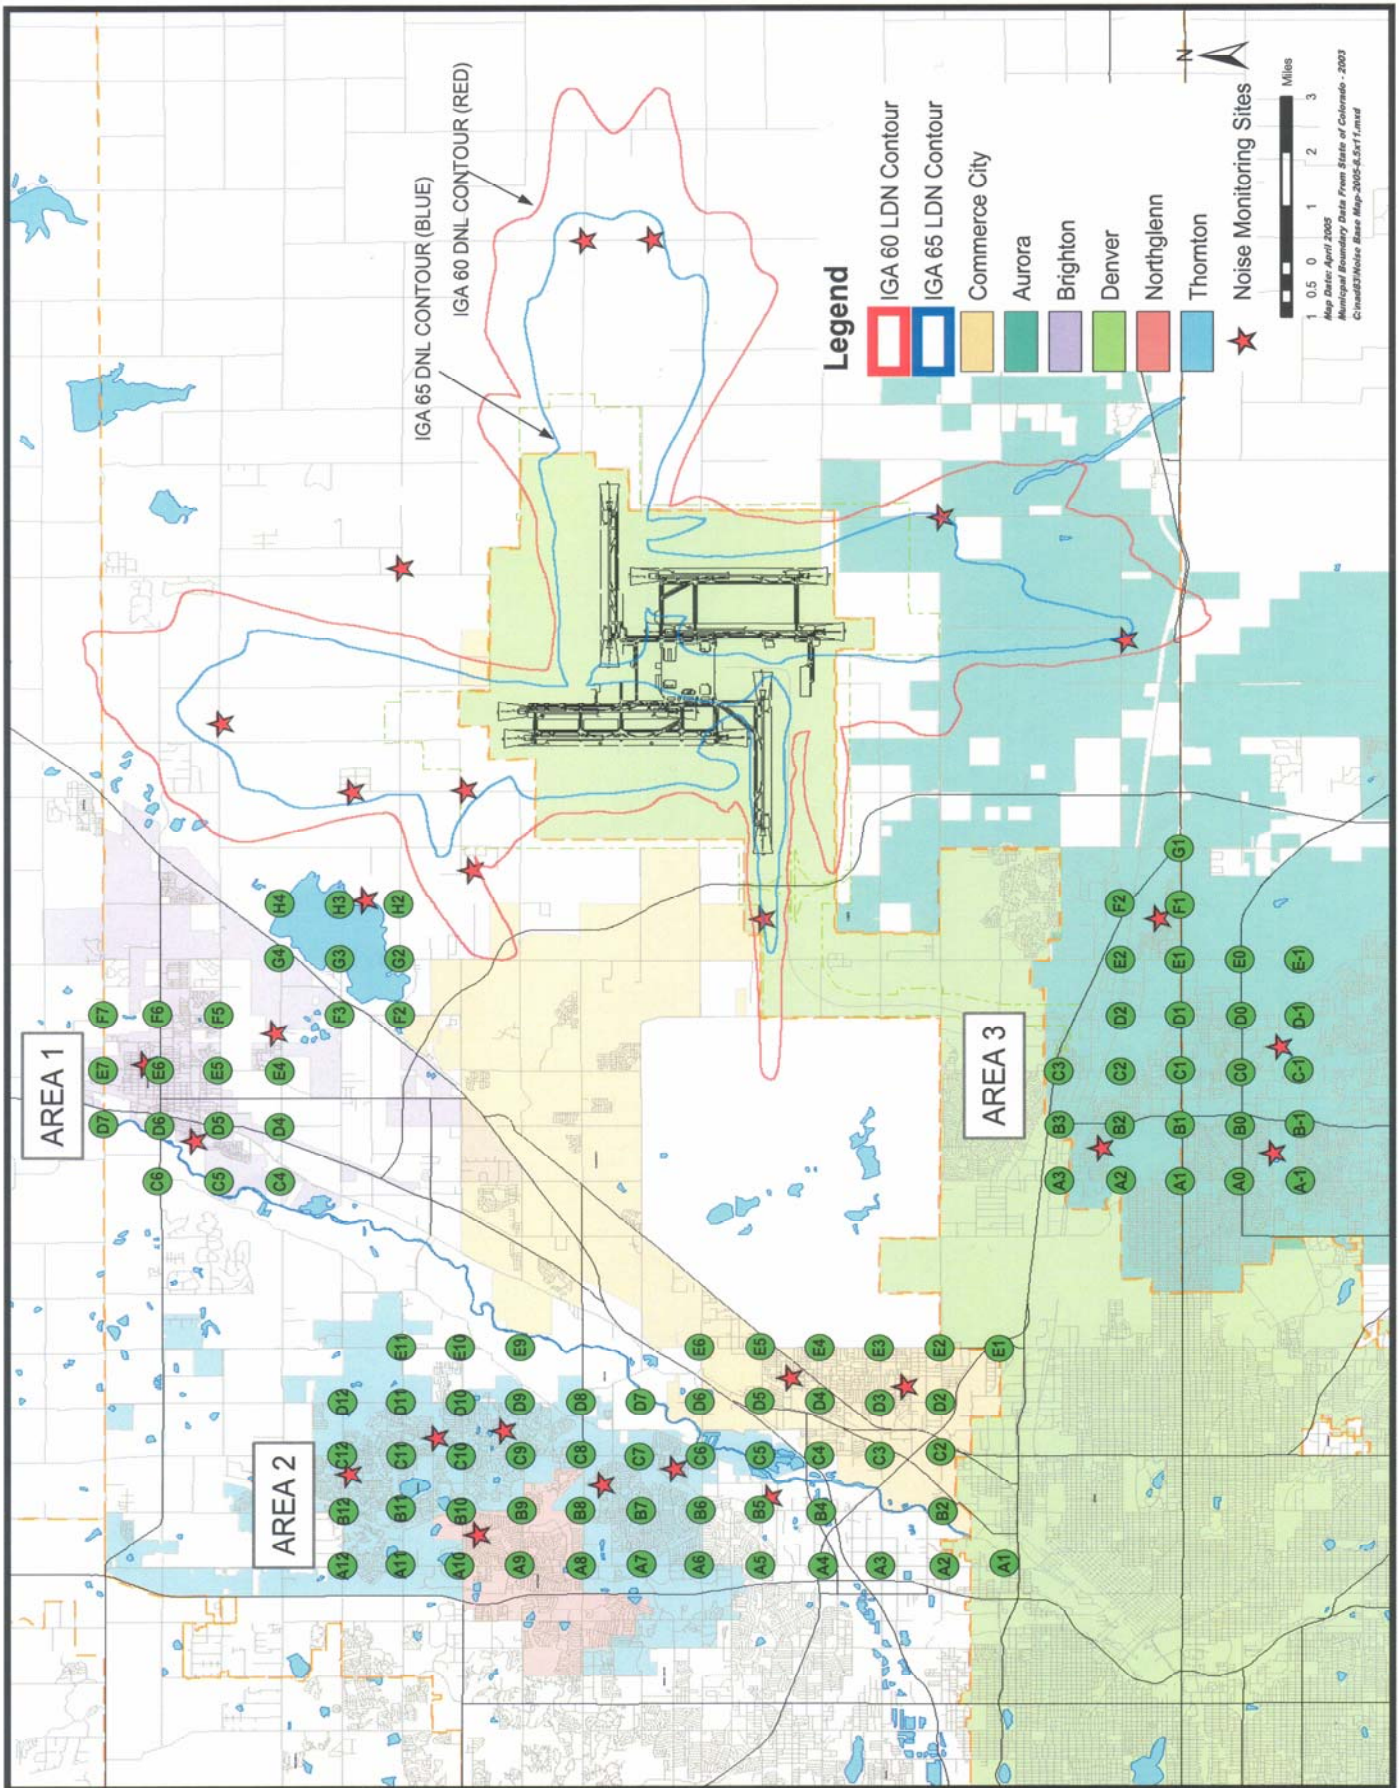 AREA 1
D7 E7 F7
C6 D6 E6 F6
C5 D5 E5 F5
C4 D4 E4 G4 H4
F3 G3 H3
F2 G2 H2
AREA 2
A12 B12 C12 D12
A11 B11 C11 D11 E11
A10 B10 C10 D10 E10
A9 B9 C9 D9 E9
A8 B8 C8 D8
A7 B7 C7 D7
A6 B6 C6 D6 E6
A5 B5 C5 D5 E5
A4 B4 C4 D4 E4
A3 C3 D3 E3
A2 B2 C2 D2 E2
A1 E1
IGA 65 DNL CONTOUR (BLUE)
IGA 60 DNL CONTOUR (RED)
AREA 3
A3 B3 C3
A2 B2 C2 D2 E2 F2
A1 B1 C1 D1 E1 F1 G1
A0 B0 C0 D0 E0
A-1 B-1 C-1 D-1 E-1
Legend
IGA 60 LDN Contour
IGA 65 LDN Contour
Commerce City
Aurora
Brighton
Denver
Northglenn
Thornton
Noise Monitoring Sites
N
Miles
1 0.5 0 1 2 3
Map Date: April 2005
Municipal Boundary Data From State of Colorado - 2003
C:\nad83\Noise Base Map-2005-8.5x11.mxd